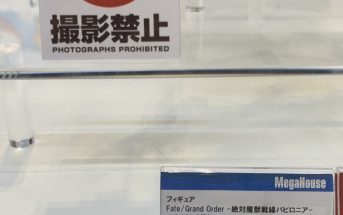 撮影禁止
PHOTOGRAPHS PROHIBITED
MegaHouse
フィギュア
Fate/Grand Order -絶対魔獣戦線バビロニア-